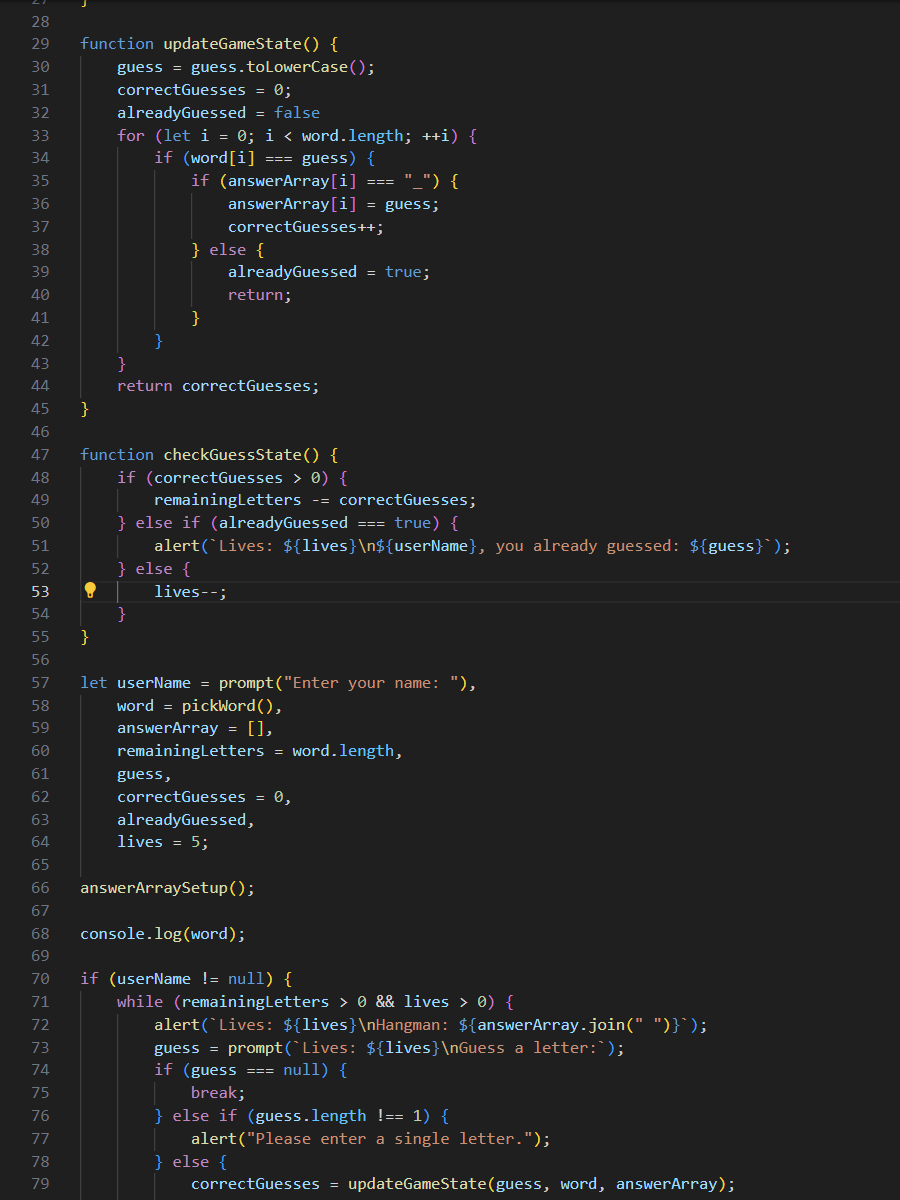 27 }
28
29 function updateGameState() {
30     guess = guess.toLowerCase();
31     correctGuesses = 0;
32     alreadyGuessed = false
33     for (let i = 0; i < word.length; ++i) {
34         if (word[i] === guess) {
35             if (answerArray[i] === "_") {
36                 answerArray[i] = guess;
37                 correctGuesses++;
38             } else {
39                 alreadyGuessed = true;
40                 return;
41             }
42         }
43     }
44     return correctGuesses;
45 }
46
47 function checkGuessState() {
48     if (correctGuesses > 0) {
49         remainingLetters -= correctGuesses;
50     } else if (alreadyGuessed === true) {
51         alert(`Lives: ${lives}\n${userName}, you already guessed: ${guess}`);
52     } else {
53         lives--;
54     }
55 }
56
57 let userName = prompt("Enter your name: "),
58     word = pickWord(),
59     answerArray = [],
60     remainingLetters = word.length,
61     guess,
62     correctGuesses = 0,
63     alreadyGuessed,
64     lives = 5;
65
66 answerArraySetup();
67
68 console.log(word);
69
70 if (userName != null) {
71     while (remainingLetters > 0 && lives > 0) {
72         alert(`Lives: ${lives}\nHangman: ${answerArray.join(" ")}`);
73         guess = prompt(`Lives: ${lives}\nGuess a letter:`);
74         if (guess === null) {
75             break;
76         } else if (guess.length !== 1) {
77             alert("Please enter a single letter.");
78         } else {
79             correctGuesses = updateGameState(guess, word, answerArray);